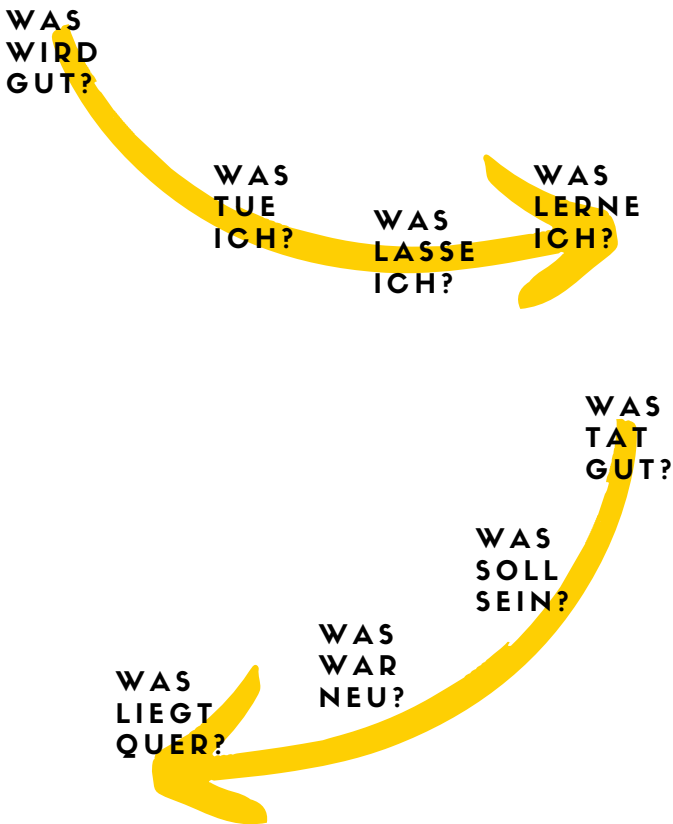 WAS
WIRD
GUT?
WAS
TUE
ICH?
WAS
LASSE
ICH?
WAS
LERNE
ICH?
WAS
TAT
GUT?
WAS
SOLL
SEIN?
WAS
WAR
NEU?
WAS
LIEGT
QUER?